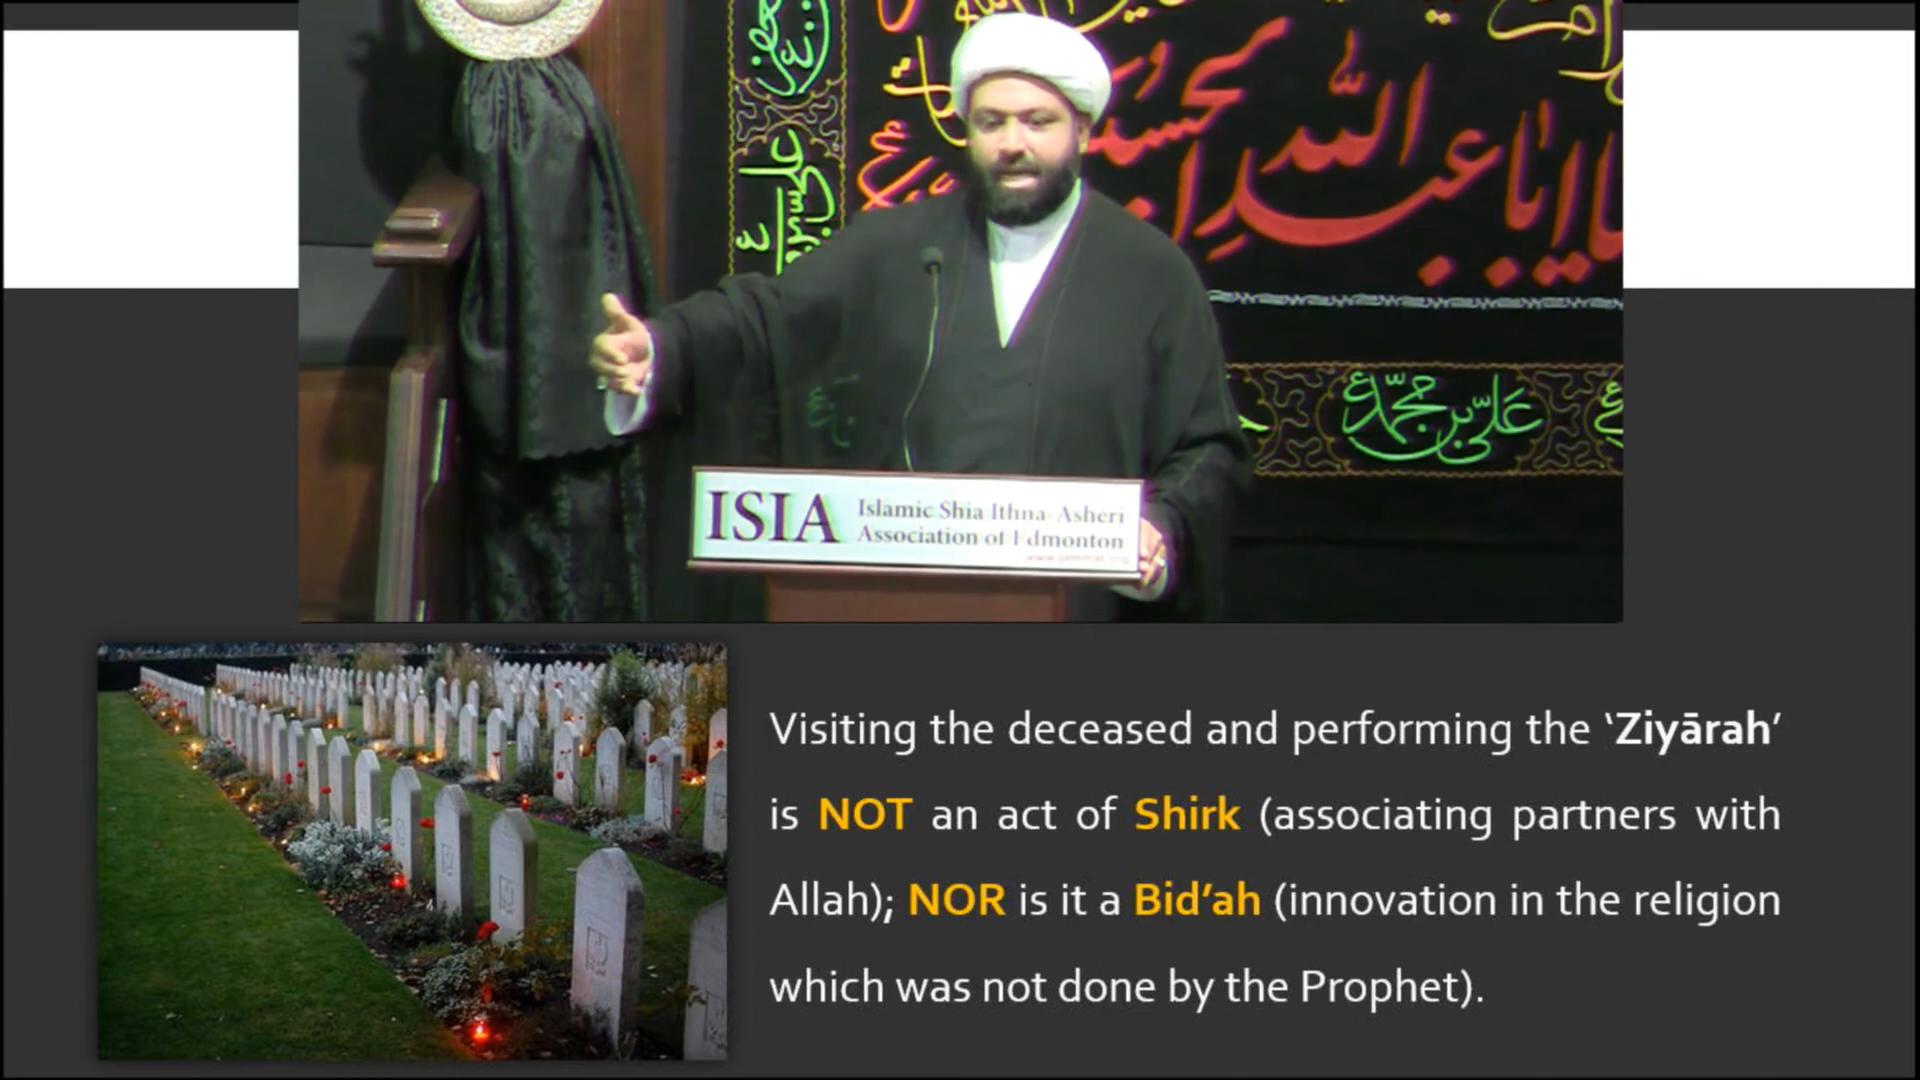 الحسين
يا ابا عبد الله
علي بن محمد ع
ISIA
Islamic Shia Ithna-Asheri
Association of Edmonton
Visiting the deceased and performing the ‘Ziyārah’
is NOT an act of Shirk (associating partners with
Allah); NOR is it a Bid’ah (innovation in the religion
which was not done by the Prophet).